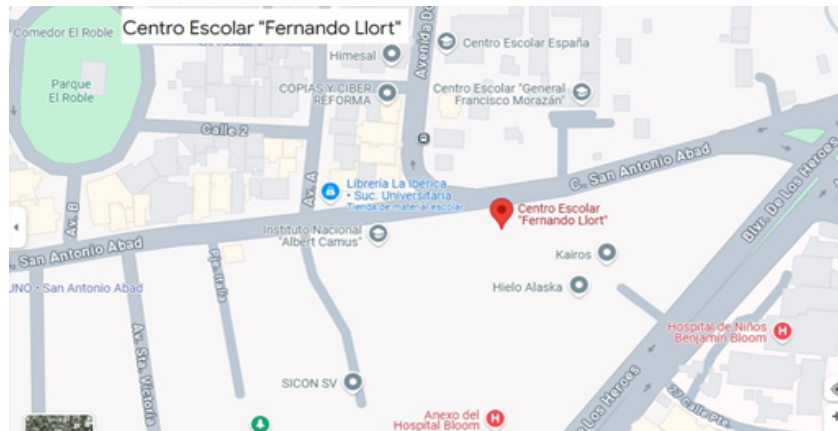 Centro Escolar "Fernando Llort"
Comedor El Roble
Parque
El Roble
Himesal
Centro Escolar España
COPIAS Y CIBER
REFORMA
Centro Escolar "General
Francisco Morazán"
Calle 2
Av. A
Av. B
C. San Antonio Abad
Librería La Ibérica
• Suc. Universitaria
Tienda de material escolar
Centro Escolar
"Fernando Llort"
Instituto Nacional
"Albert Camus"
Blvr. De Los Heroes
San Antonio Abad
Kairos
Pje. Italia
UNO • San Antonio Abad
Hielo Alaska
Av. Sta. Victoria
Hospital de Niños
Benjamin Bloom
SICON SV
27 Calle Pte.
Anexo del
Hospital Bloom
De Los Heroes